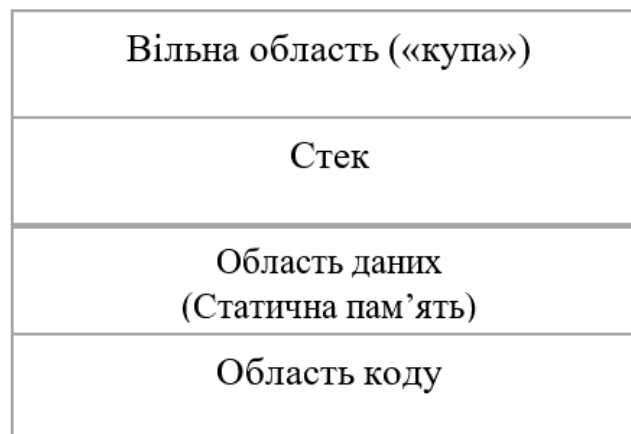 Вільна область («купа»)
Стек
Область даних
(Статична пам’ять)
Область коду